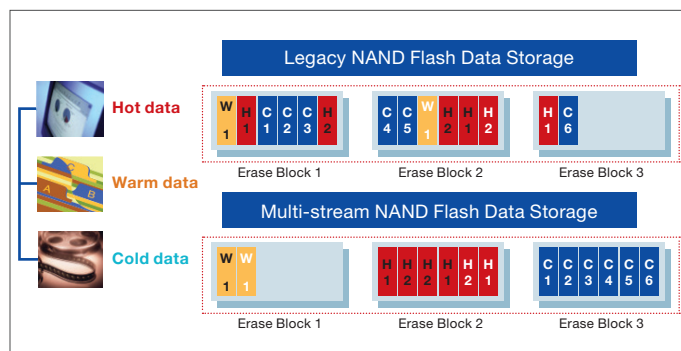 Legacy NAND Flash Data Storage
Hot data
W H C C C H
1 1 1 2 3 2
Erase Block 1
C C W H H H
4 5 1 2 1 2
Erase Block 2
H C
1 6
Erase Block 3
C
A
B
Warm data
Multi-stream NAND Flash Data Storage
Cold data
W W
1 1
Erase Block 1
H H H H H H
1 2 2 1 2 1
Erase Block 2
C C C C C C
1 2 3 4 5 6
Erase Block 3